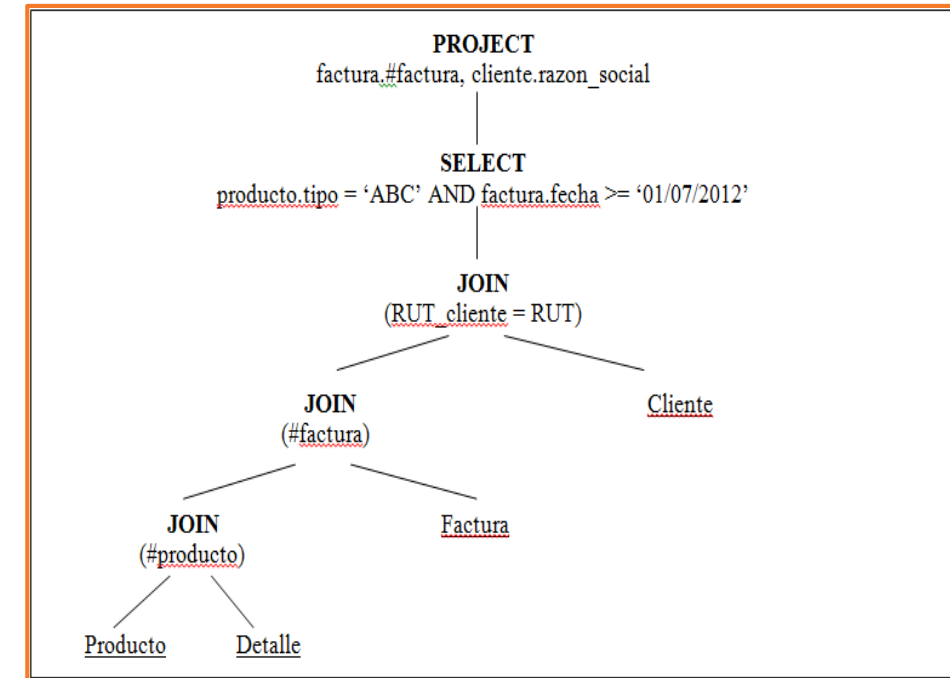 PROJECT
factura.#factura, cliente.razon_social
SELECT
producto.tipo = ‘ABC’ AND factura.fecha >= ‘01/07/2012’
JOIN
(RUT_cliente = RUT)
JOIN
Cliente
(#factura)
JOIN
Factura
(#producto)
Producto
Detalle